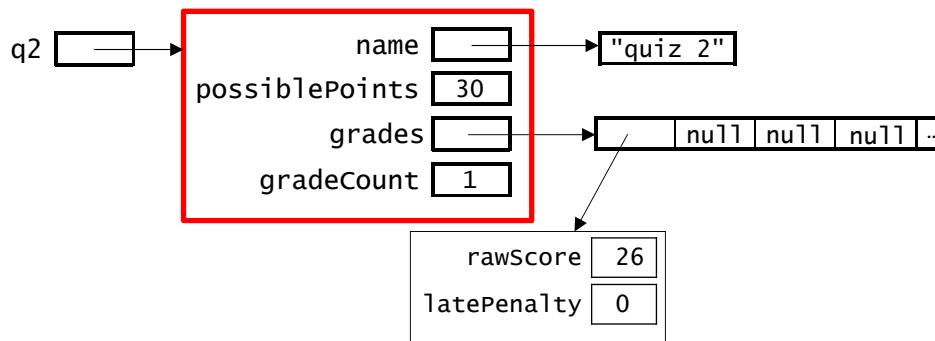 q2
name "quiz 2"
possiblePoints 30
grades null null null ...
gradeCount 1
rawScore 26
latePenalty 0